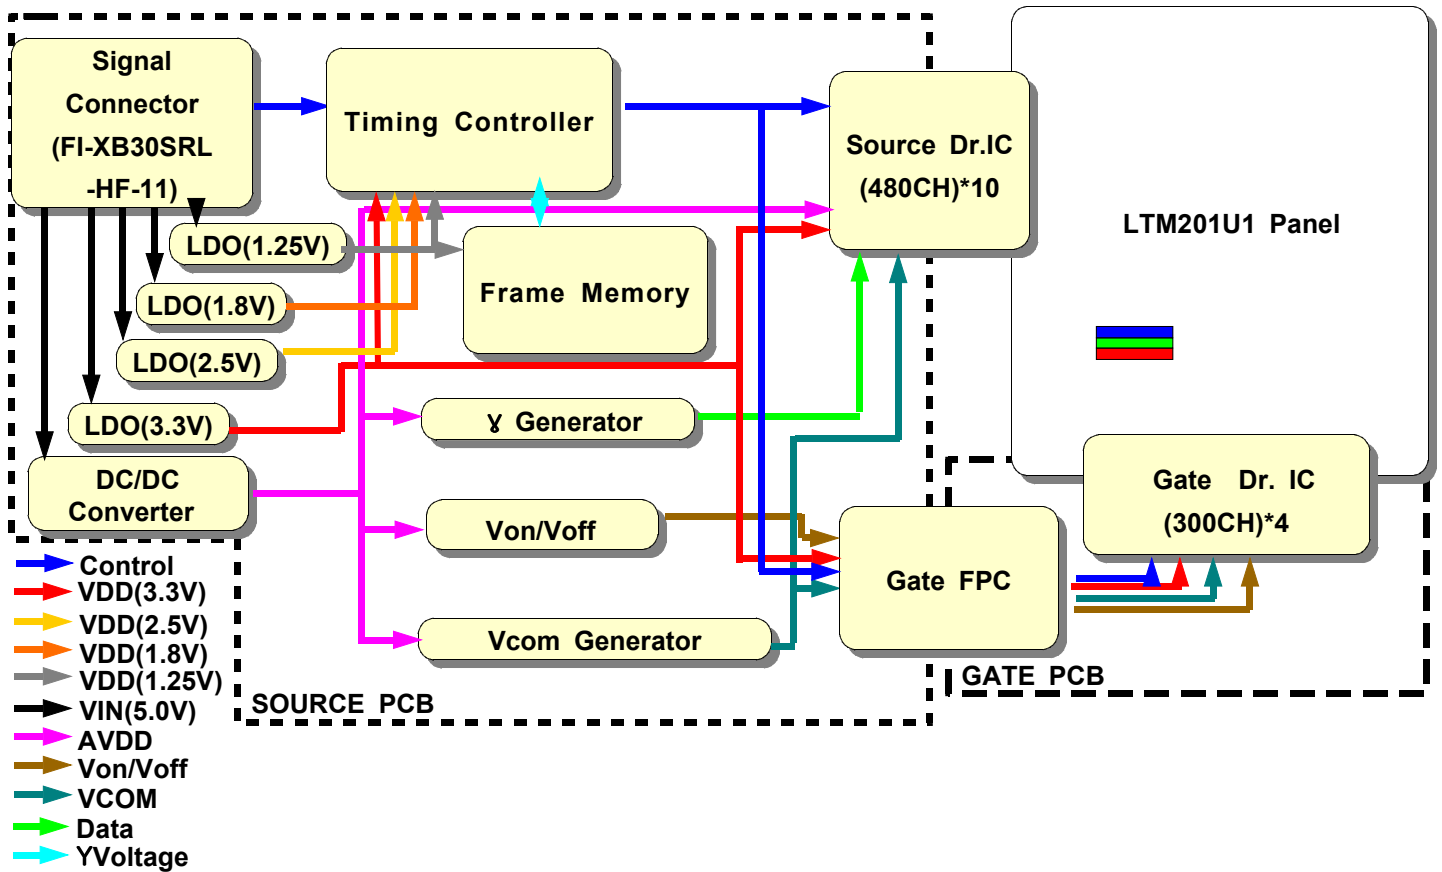 Signal
Connector
(FI-XB30SRL
-HF-11)
Timing Controller
Source Dr.IC
(480CH)*10
LTM201U1 Panel
LDO(1.25V)
LDO(1.8V)
LDO(2.5V)
LDO(3.3V)
DC/DC
Converter
Frame Memory
ɣ Generator
Von/Voff
Vcom Generator
Gate FPC
Gate Dr. IC
(300CH)*4
SOURCE PCB
GATE PCB
Control
VDD(3.3V)
VDD(2.5V)
VDD(1.8V)
VDD(1.25V)
VIN(5.0V)
AVDD
Von/Voff
VCOM
Data
ϒVoltage